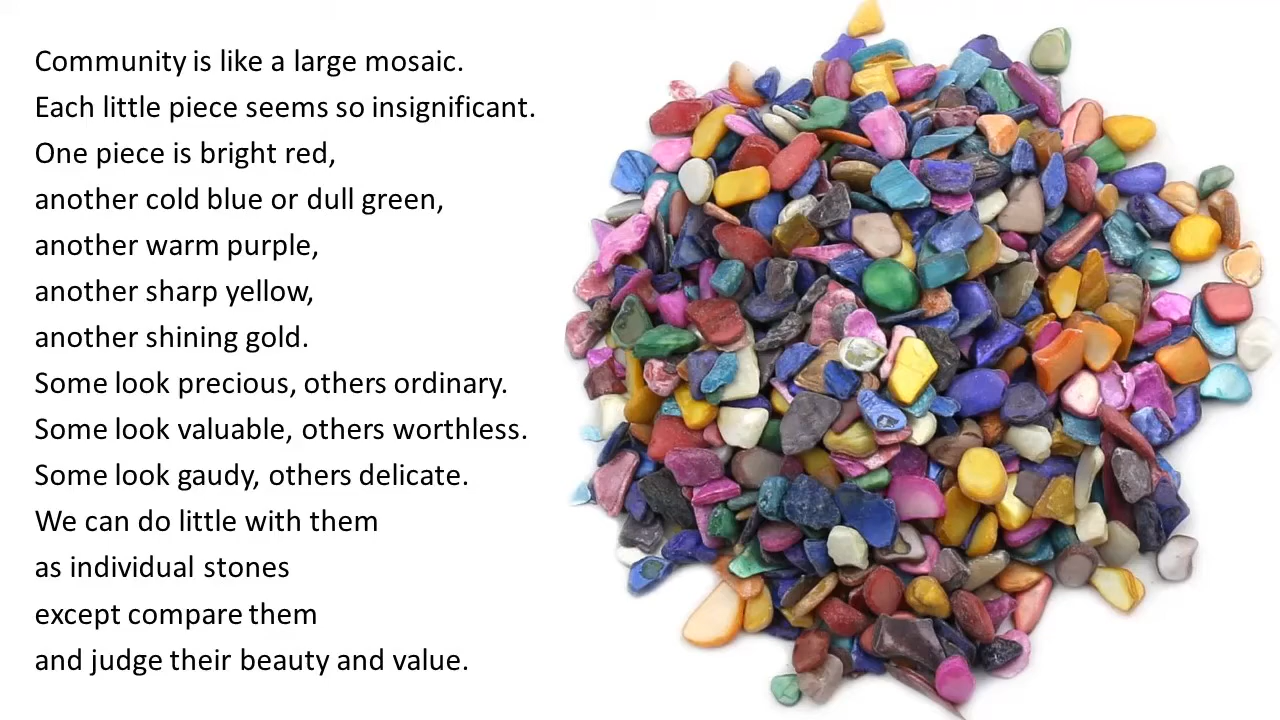 Community is like a large mosaic.
Each little piece seems so insignificant.
One piece is bright red,
another cold blue or dull green,
another warm purple,
another sharp yellow,
another shining gold.
Some look precious, others ordinary.
Some look valuable, others worthless.
Some look gaudy, others delicate.
We can do little with them
as individual stones
except compare them
and judge their beauty and value.